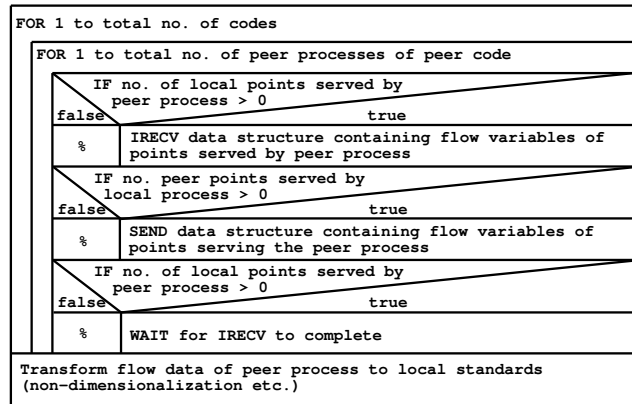 FOR 1 to total no. of codes
FOR 1 to total no. of peer processes of peer code
IF no. of local points served by
peer process > 0
false
true
%
IRECV data structure containing flow variables of
points served by peer process
IF no. peer points served by
local process > 0
false
true
%
SEND data structure containing flow variables of
points serving the peer process
IF no. of local points served by
peer process > 0
false
true
%
WAIT for IRECV to complete
Transform flow data of peer process to local standards
(non−dimensionalization etc.)